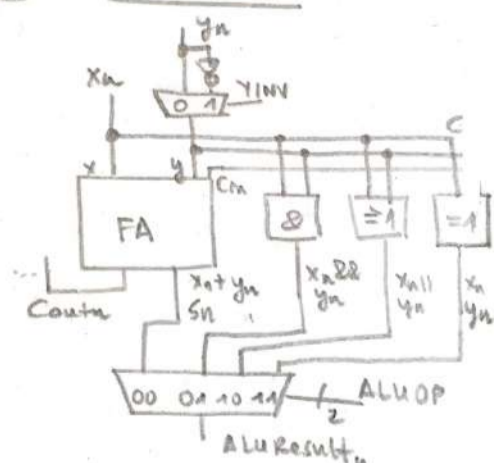 yn
xn
0 1 YINV
C
x y Cin
FA & ≥1 =1
xn+yn xn&& xn|| xn
Coutn Sn yn yn yn
00 01 10 11 ALUOP
2
ALUResultn